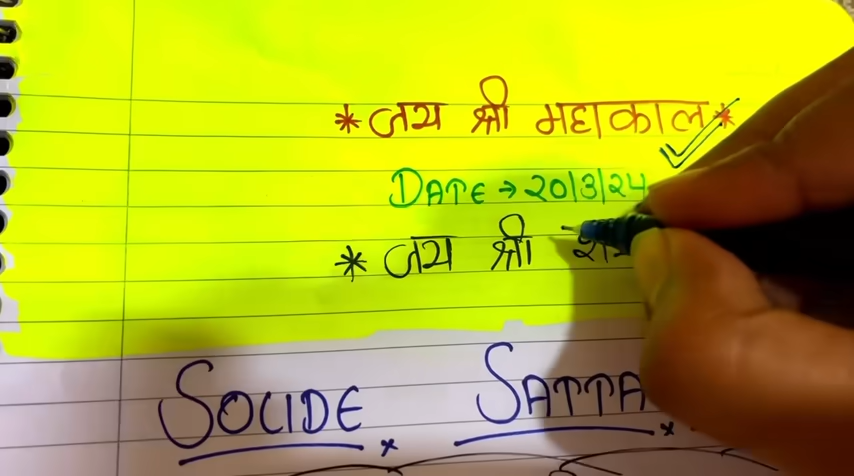 *जय श्री महाकाल*
DATE → 20/3/24
* जय श्री
SOLIDE SATTA